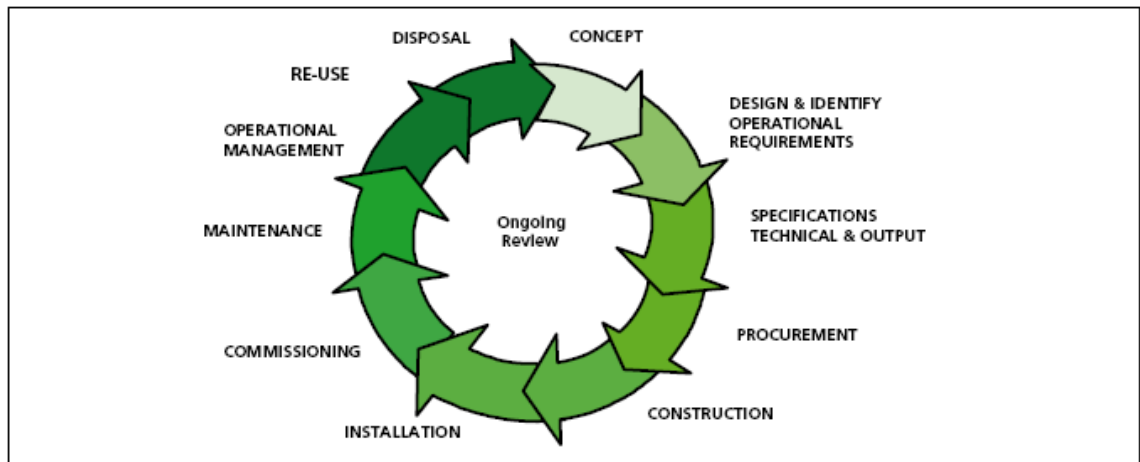 DISPOSAL
CONCEPT
RE-USE
DESIGN & IDENTIFY
OPERATIONAL
REQUIREMENTS
OPERATIONAL
MANAGEMENT
SPECIFICATIONS
TECHNICAL & OUTPUT
MAINTENANCE
Ongoing
Review
PROCUREMENT
COMMISSIONING
CONSTRUCTION
INSTALLATION